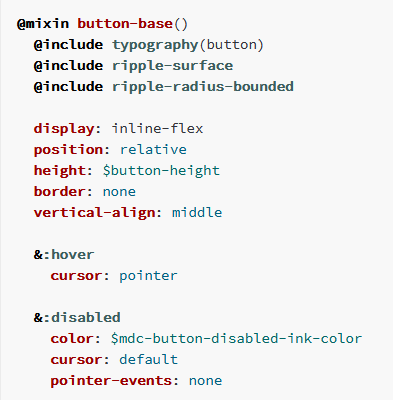 @mixin button-base()
  @include typography(button)
  @include ripple-surface
  @include ripple-radius-bounded

  display: inline-flex
  position: relative
  height: $button-height
  border: none
  vertical-align: middle

  &:hover
    cursor: pointer

  &:disabled
    color: $mdc-button-disabled-ink-color
    cursor: default
    pointer-events: none